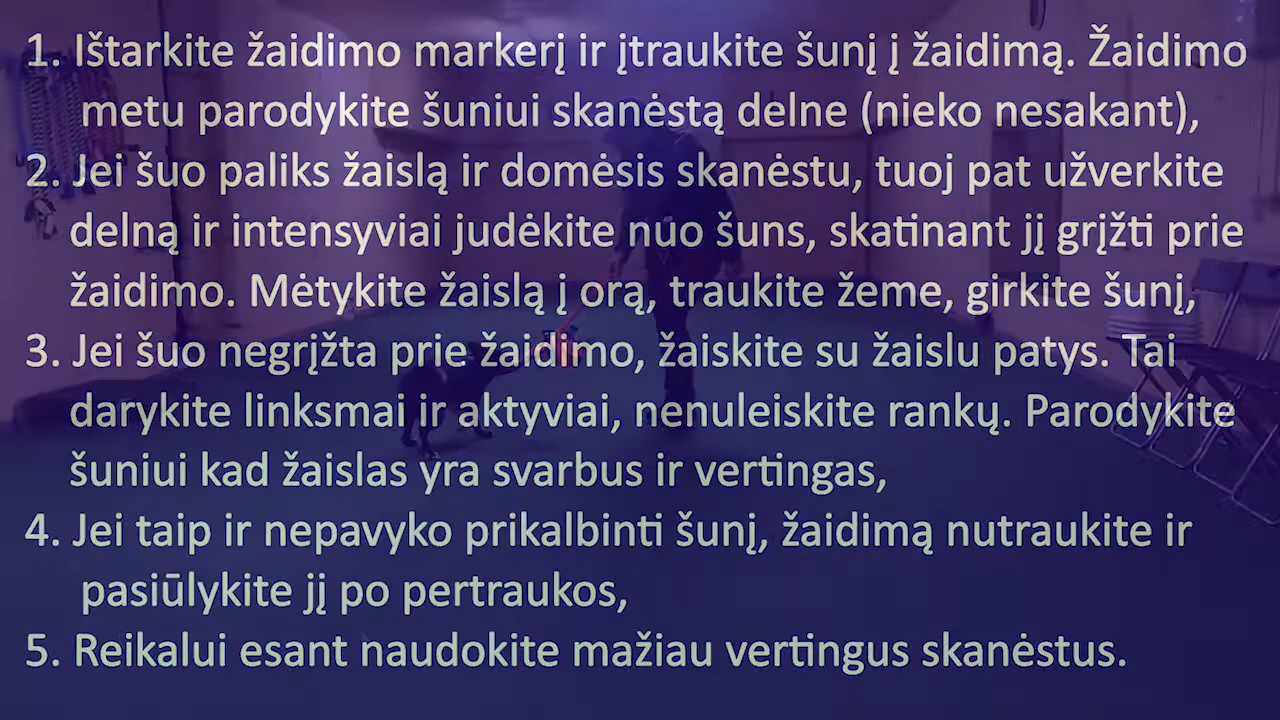 1. Ištarkite žaidimo markerį ir įtraukite šunį į žaidimą. Žaidimo
metu parodykite šuniui skanėstą delne (nieko nesakant),
2. Jei šuo paliks žaislą ir domėsis skanėstu, tuoj pat užverkite
delną ir intensyviai judėkite nuo šuns, skatinant jį grįžti prie
žaidimo. Mėtykite žaislą į orą, traukite žeme, girkite šunį,
3. Jei šuo negrįžta prie žaidimo, žaiskite su žaislu patys. Tai
darykite linksmai ir aktyviai, nenuleiskite rankų. Parodykite
šuniui kad žaislas yra svarbus ir vertingas,
4. Jei taip ir nepavyko prikalbinti šunį, žaidimą nutraukite ir
pasiūlykite jį po pertraukos,
5. Reikalui esant naudokite mažiau vertingus skanėstus.